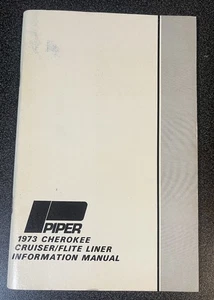 PIPER
1973 CHEROKEE
CRUISER/FLITE LINER
INFORMATION MANUAL